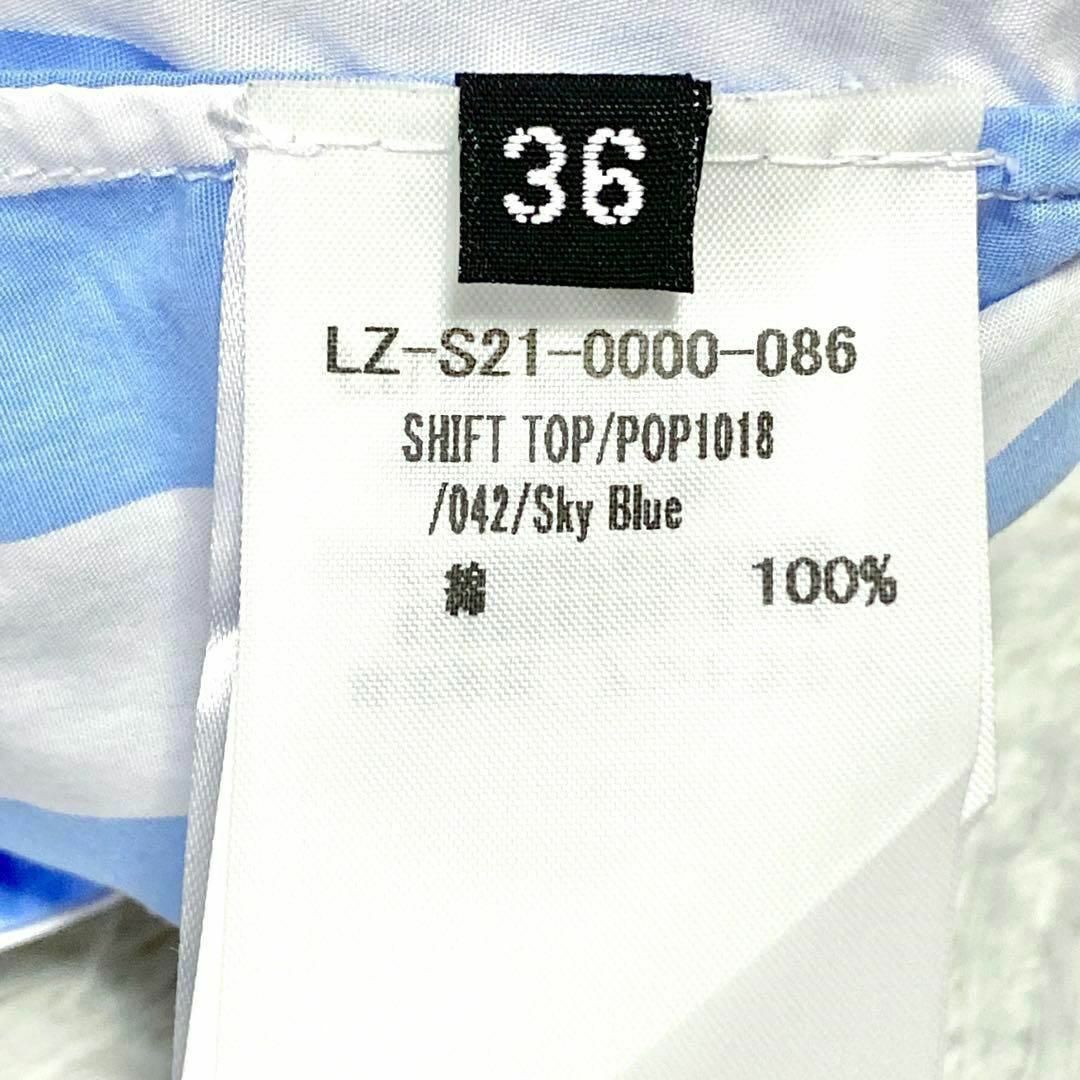 36
LZ-S21-0000-086
SHIFT TOP/POP1018
/042/Sky Blue
綿 100%